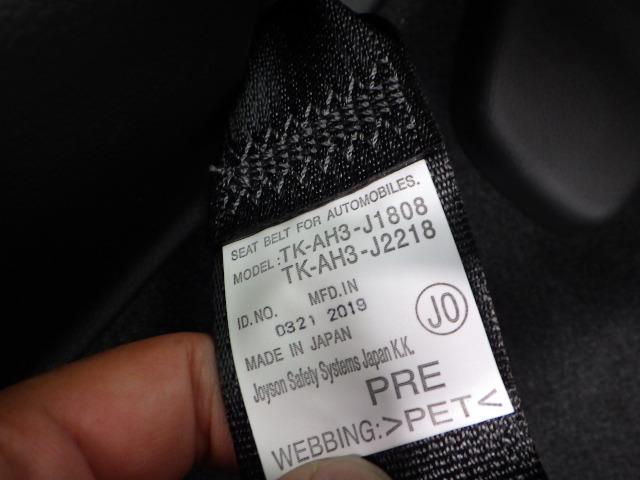 SEAT BELT FOR AUTOMOBILES.
MODEL:TK-AH3-J1808
TK-AH3-J2218
ID.NO. MFD.IN
0321 2019
JO
MADE IN JAPAN
Joyson Safety Systems Japan K.K.
PRE
WEBBING:>PET<